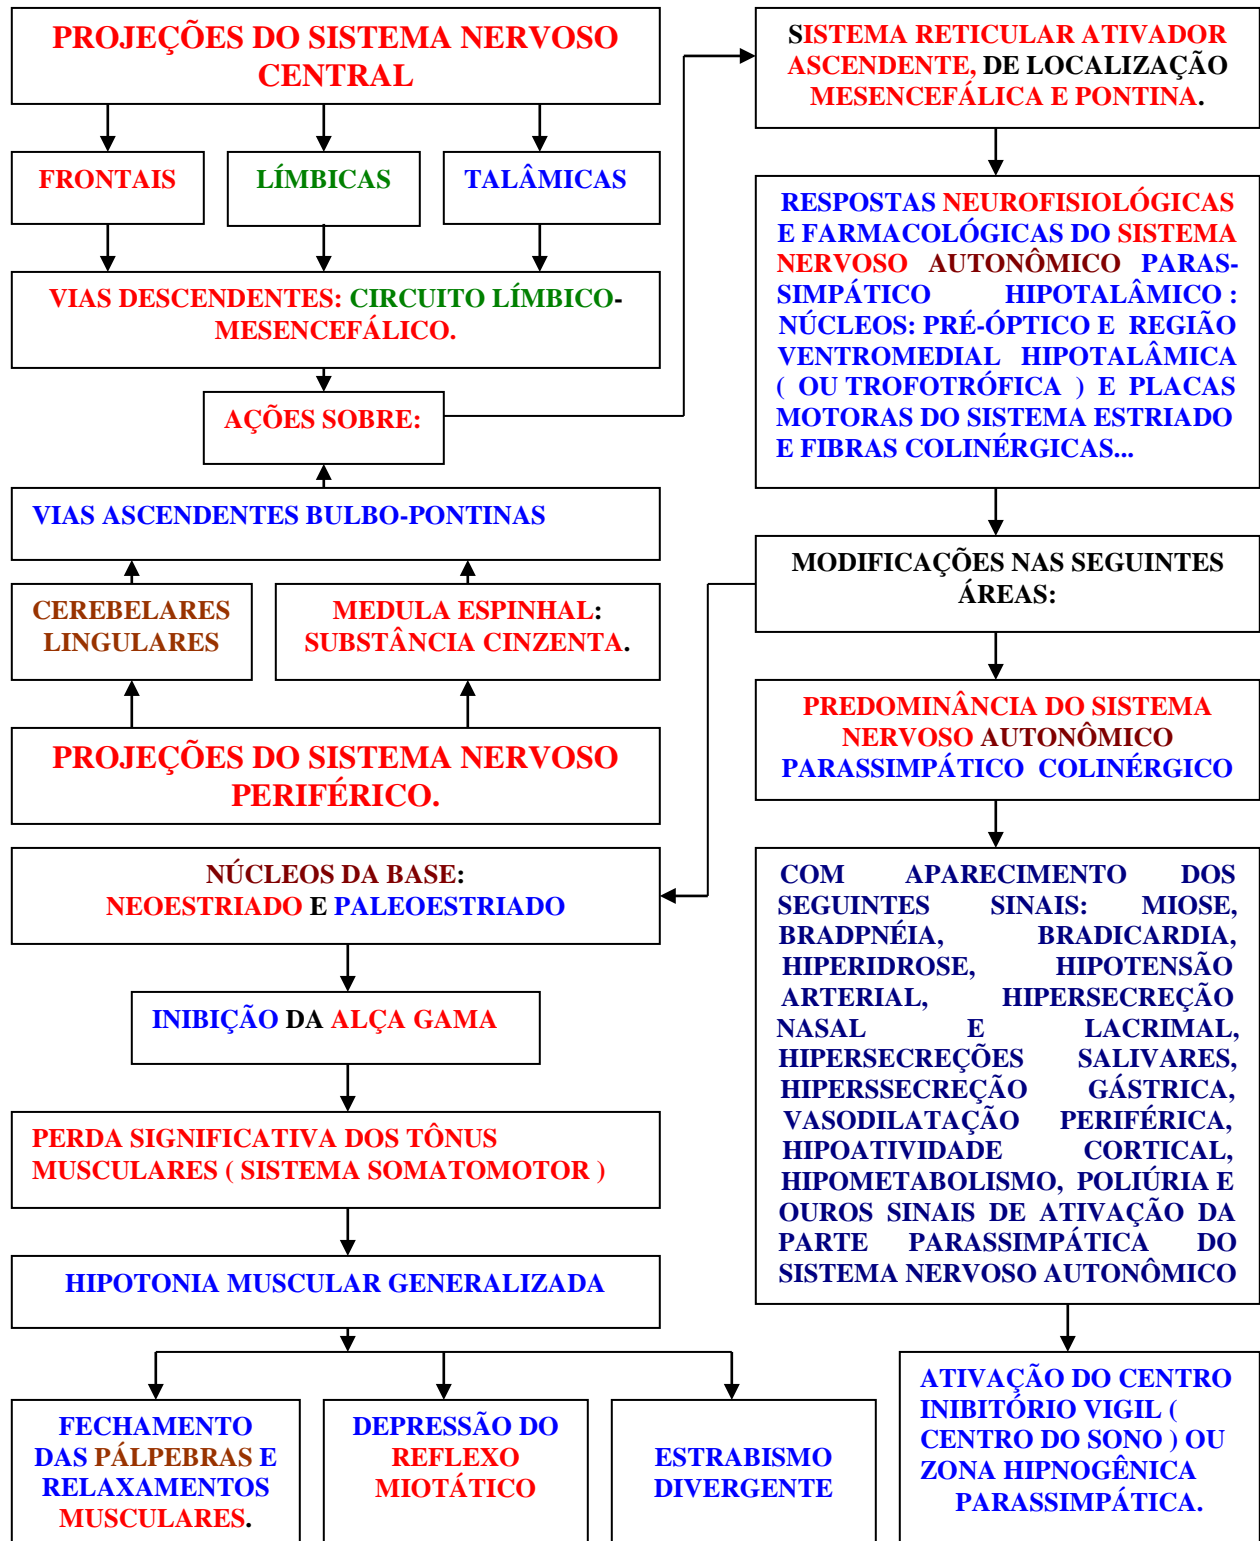 PROJEÇÕES DO SISTEMA NERVOSO
CENTRAL
FRONTAIS
LÍMBICAS
TALÂMICAS
VIAS DESCENDENTES: CIRCUITO LÍMBICO-
MESENCEFÁLICO.
AÇÕES SOBRE:
VIAS ASCENDENTES BULBO-PONTINAS
CEREBELARES
LINGULARES
MEDULA ESPINHAL:
SUBSTÂNCIA CINZENTA.
PROJEÇÕES DO SISTEMA NERVOSO
PERIFÉRICO.
SISTEMA RETICULAR ATIVADOR
ASCENDENTE, DE LOCALIZAÇÃO
MESENCEFÁLICA E PONTINA.
RESPOSTAS NEUROFISIOLÓGICAS
E FARMACOLÓGICAS DO SISTEMA
NERVOSO AUTONÔMICO PARAS-
SIMPÁTICO HIPOTALÂMICO :
NÚCLEOS: PRÉ-ÓPTICO E REGIÃO
VENTROMEDIAL HIPOTALÂMICA
( OU TROFOTRÓFICA ) E PLACAS
MOTORAS DO SISTEMA ESTRIADO
E FIBRAS COLINÉRGICAS...
MODIFICAÇÕES NAS SEGUINTES
ÁREAS:
PREDOMINÂNCIA DO SISTEMA
NERVOSO AUTONÔMICO
PARASSIMPÁTICO COLINÉRGICO
COM APARECIMENTO DOS
SEGUINTES SINAIS: MIOSE,
BRADPNÉIA, BRADICARDIA,
HIPERIDROSE, HIPOTENSÃO
ARTERIAL, HIPERSECREÇÃO
NASAL E LACRIMAL,
HIPERSECREÇÕES SALIVARES,
HIPERSSECREÇÃO GÁSTRICA,
VASODILATAÇÃO PERIFÉRICA,
HIPOATIVIDADE CORTICAL,
HIPOMETABOLISMO, POLIÚRIA E
OUROS SINAIS DE ATIVAÇÃO DA
PARTE PARASSIMPÁTICA DO
SISTEMA NERVOSO AUTONÔMICO
ATIVAÇÃO DO CENTRO
INIBITÓRIO VIGIL (
CENTRO DO SONO ) OU
ZONA HIPNOGÊNICA
PARASSIMPÁTICA.
NÚCLEOS DA BASE:
NEOESTRIADO E PALEOESTRIADO
INIBIÇÃO DA ALÇA GAMA
PERDA SIGNIFICATIVA DOS TÔNUS
MUSCULARES ( SISTEMA SOMATOMOTOR )
HIPOTONIA MUSCULAR GENERALIZADA
FECHAMENTO
DAS PÁLPEBRAS E
RELAXAMENTOS
MUSCULARES.
DEPRESSÃO DO
REFLEXO
MIOTÁTICO
ESTRABISMO
DIVERGENTE